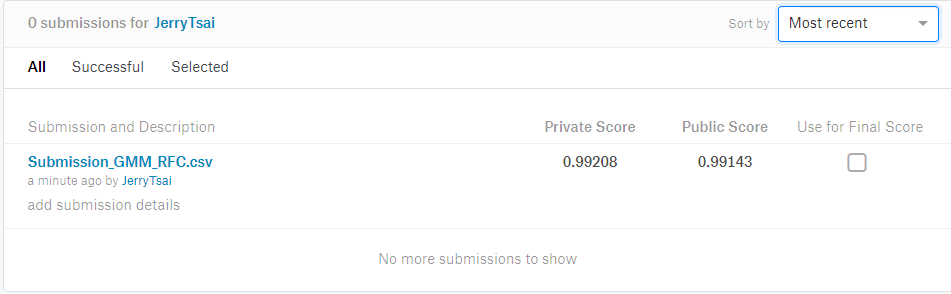 0 submissions for JerryTsai
Sort by Most recent
All Successful Selected
Submission and Description Private Score Public Score Use for Final Score
Submission_GMM_RFC.csv 0.99208 0.99143
a minute ago by JerryTsai
add submission details
No more submissions to show